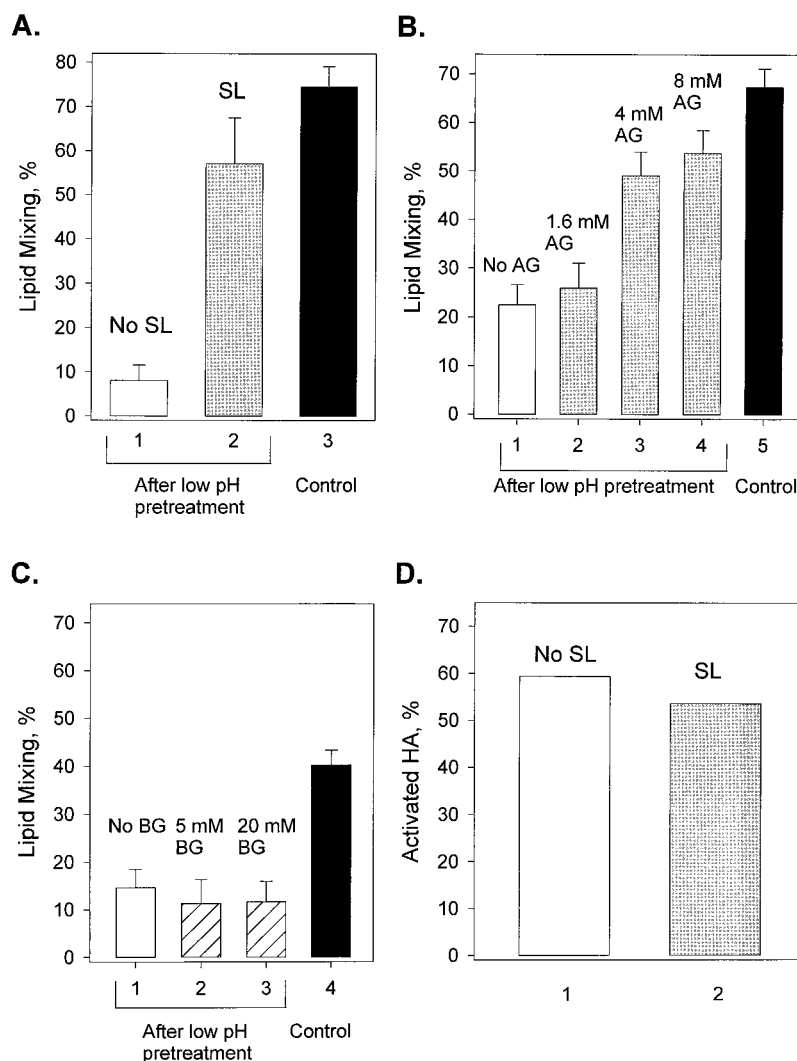 A.
80
70
60
50
40
30
20
10
0
Lipid Mixing, %
No SL
SL
1 2 3
After low pH
pretreatment
Control
B.
70
60
50
40
30
20
10
0
Lipid Mixing, %
No AG
1.6 mM
AG
4 mM
AG
8 mM
AG
1 2 3 4 5
After low pH pretreatment Control
C.
70
60
50
40
30
20
10
0
Lipid Mixing, %
No BG
5 mM
BG
20 mM
BG
1 2 3 4
After low pH
pretreatment
Control
D.
70
60
50
40
30
20
10
0
Activated HA, %
No SL
SL
1 2